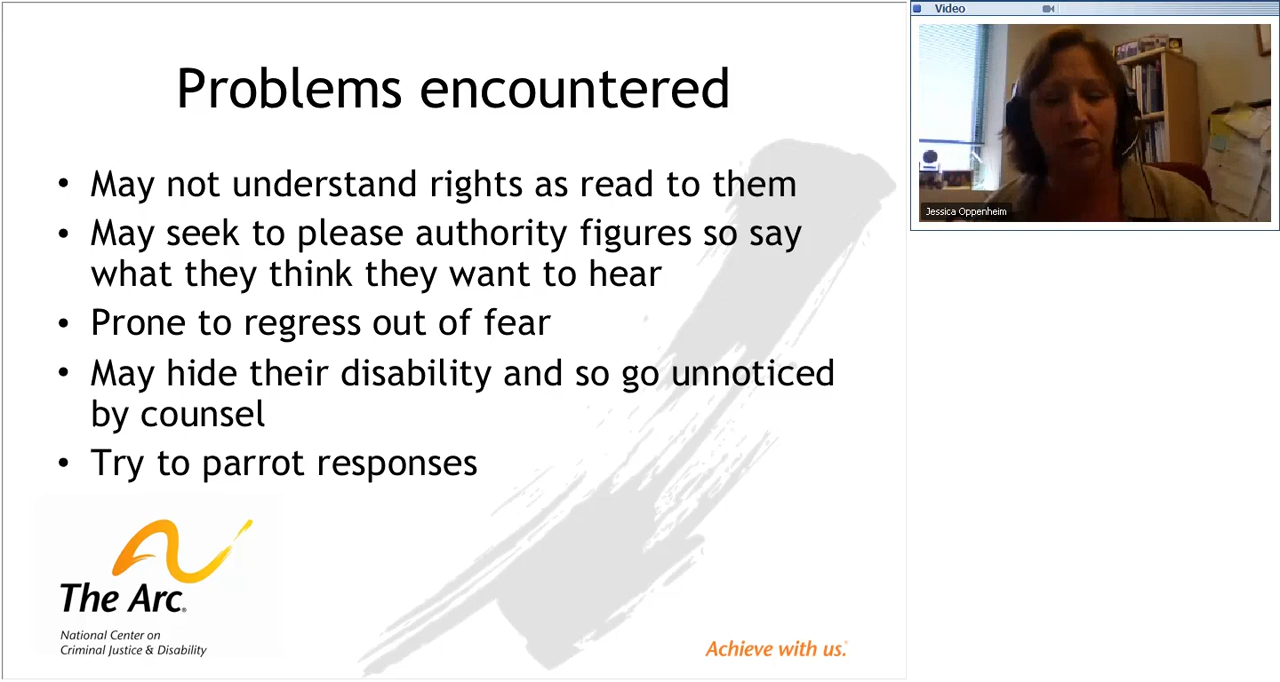 Problems encountered
• May not understand rights as read to them
• May seek to please authority figures so say
what they think they want to hear
• Prone to regress out of fear
• May hide their disability and so go unnoticed
by counsel
• Try to parrot responses
The Arc®
National Center on
Criminal Justice & Disability
Achieve with us.®
Video
Jessica Oppenheim